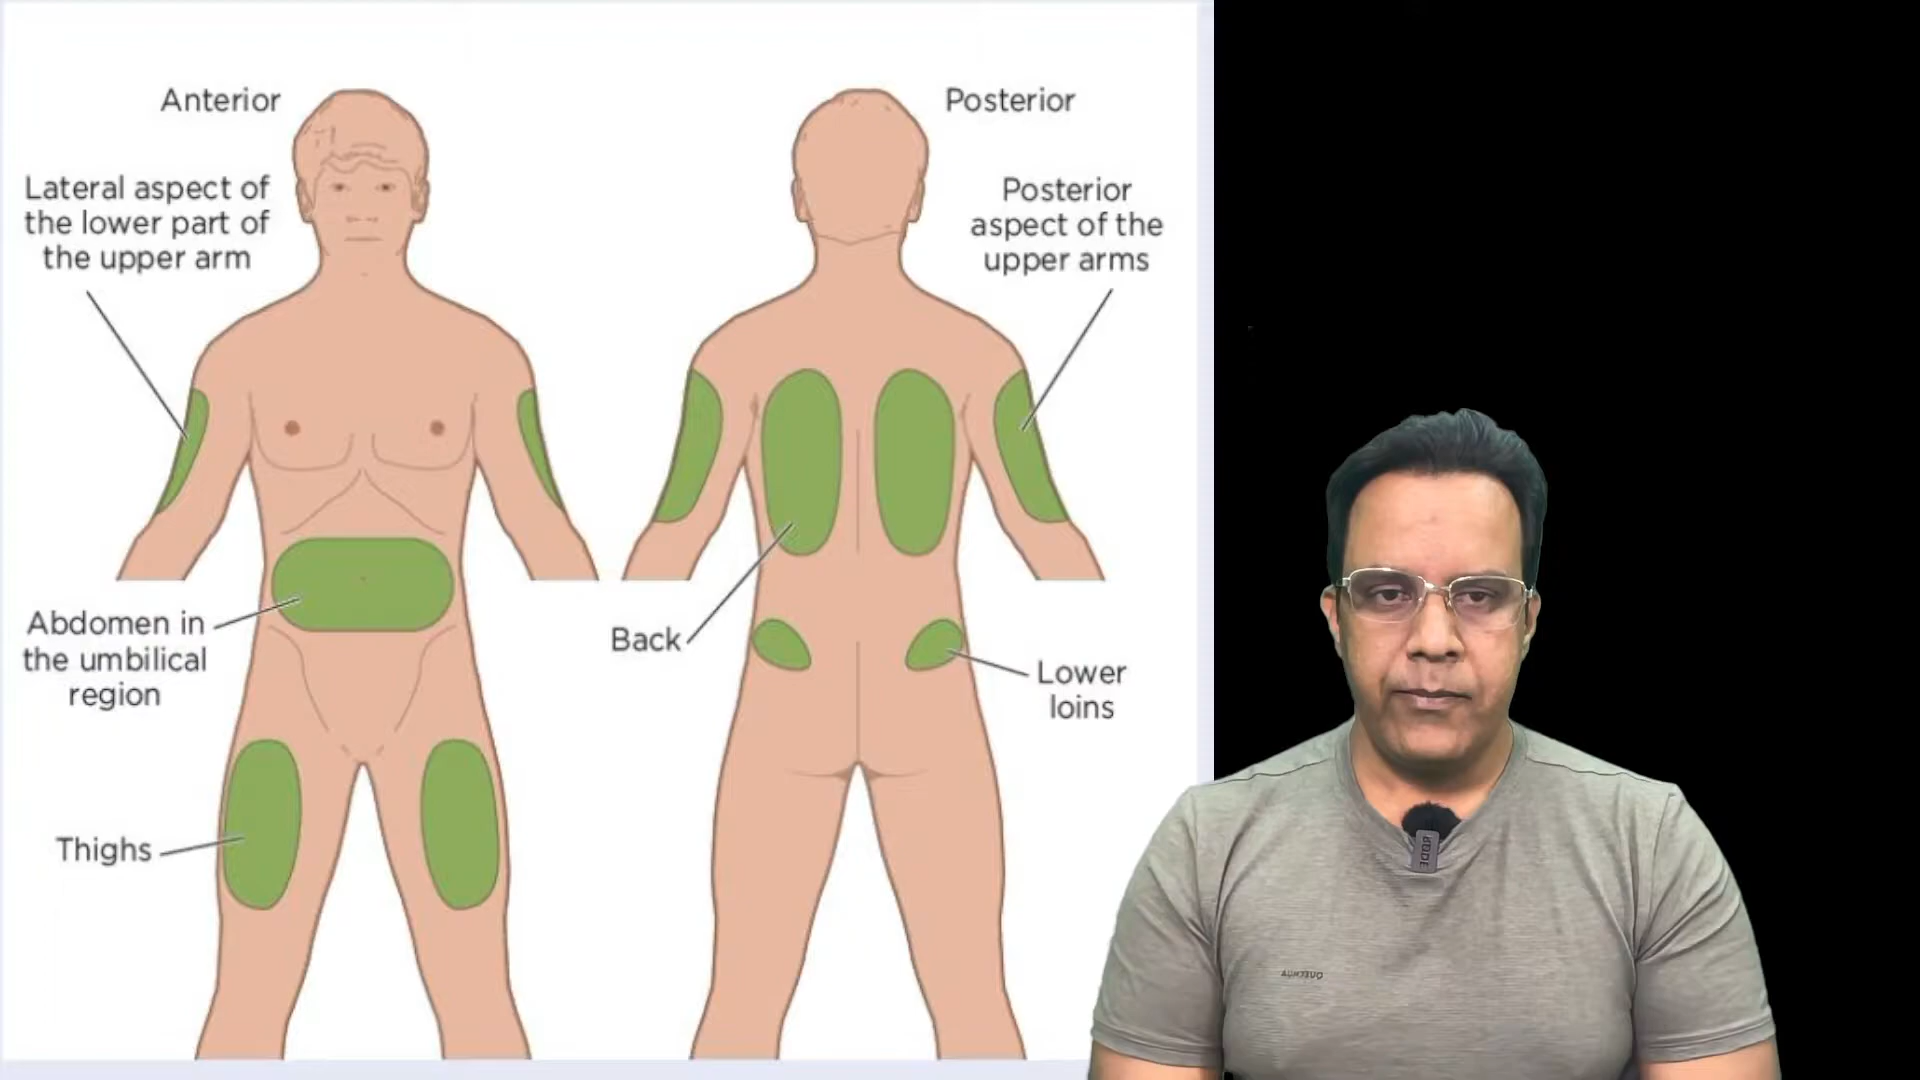 Anterior
Posterior
Lateral aspect of
the lower part of
the upper arm
Posterior
aspect of the
upper arms
Abdomen in
the umbilical
region
Back
Lower
loins
Thighs
RØDE